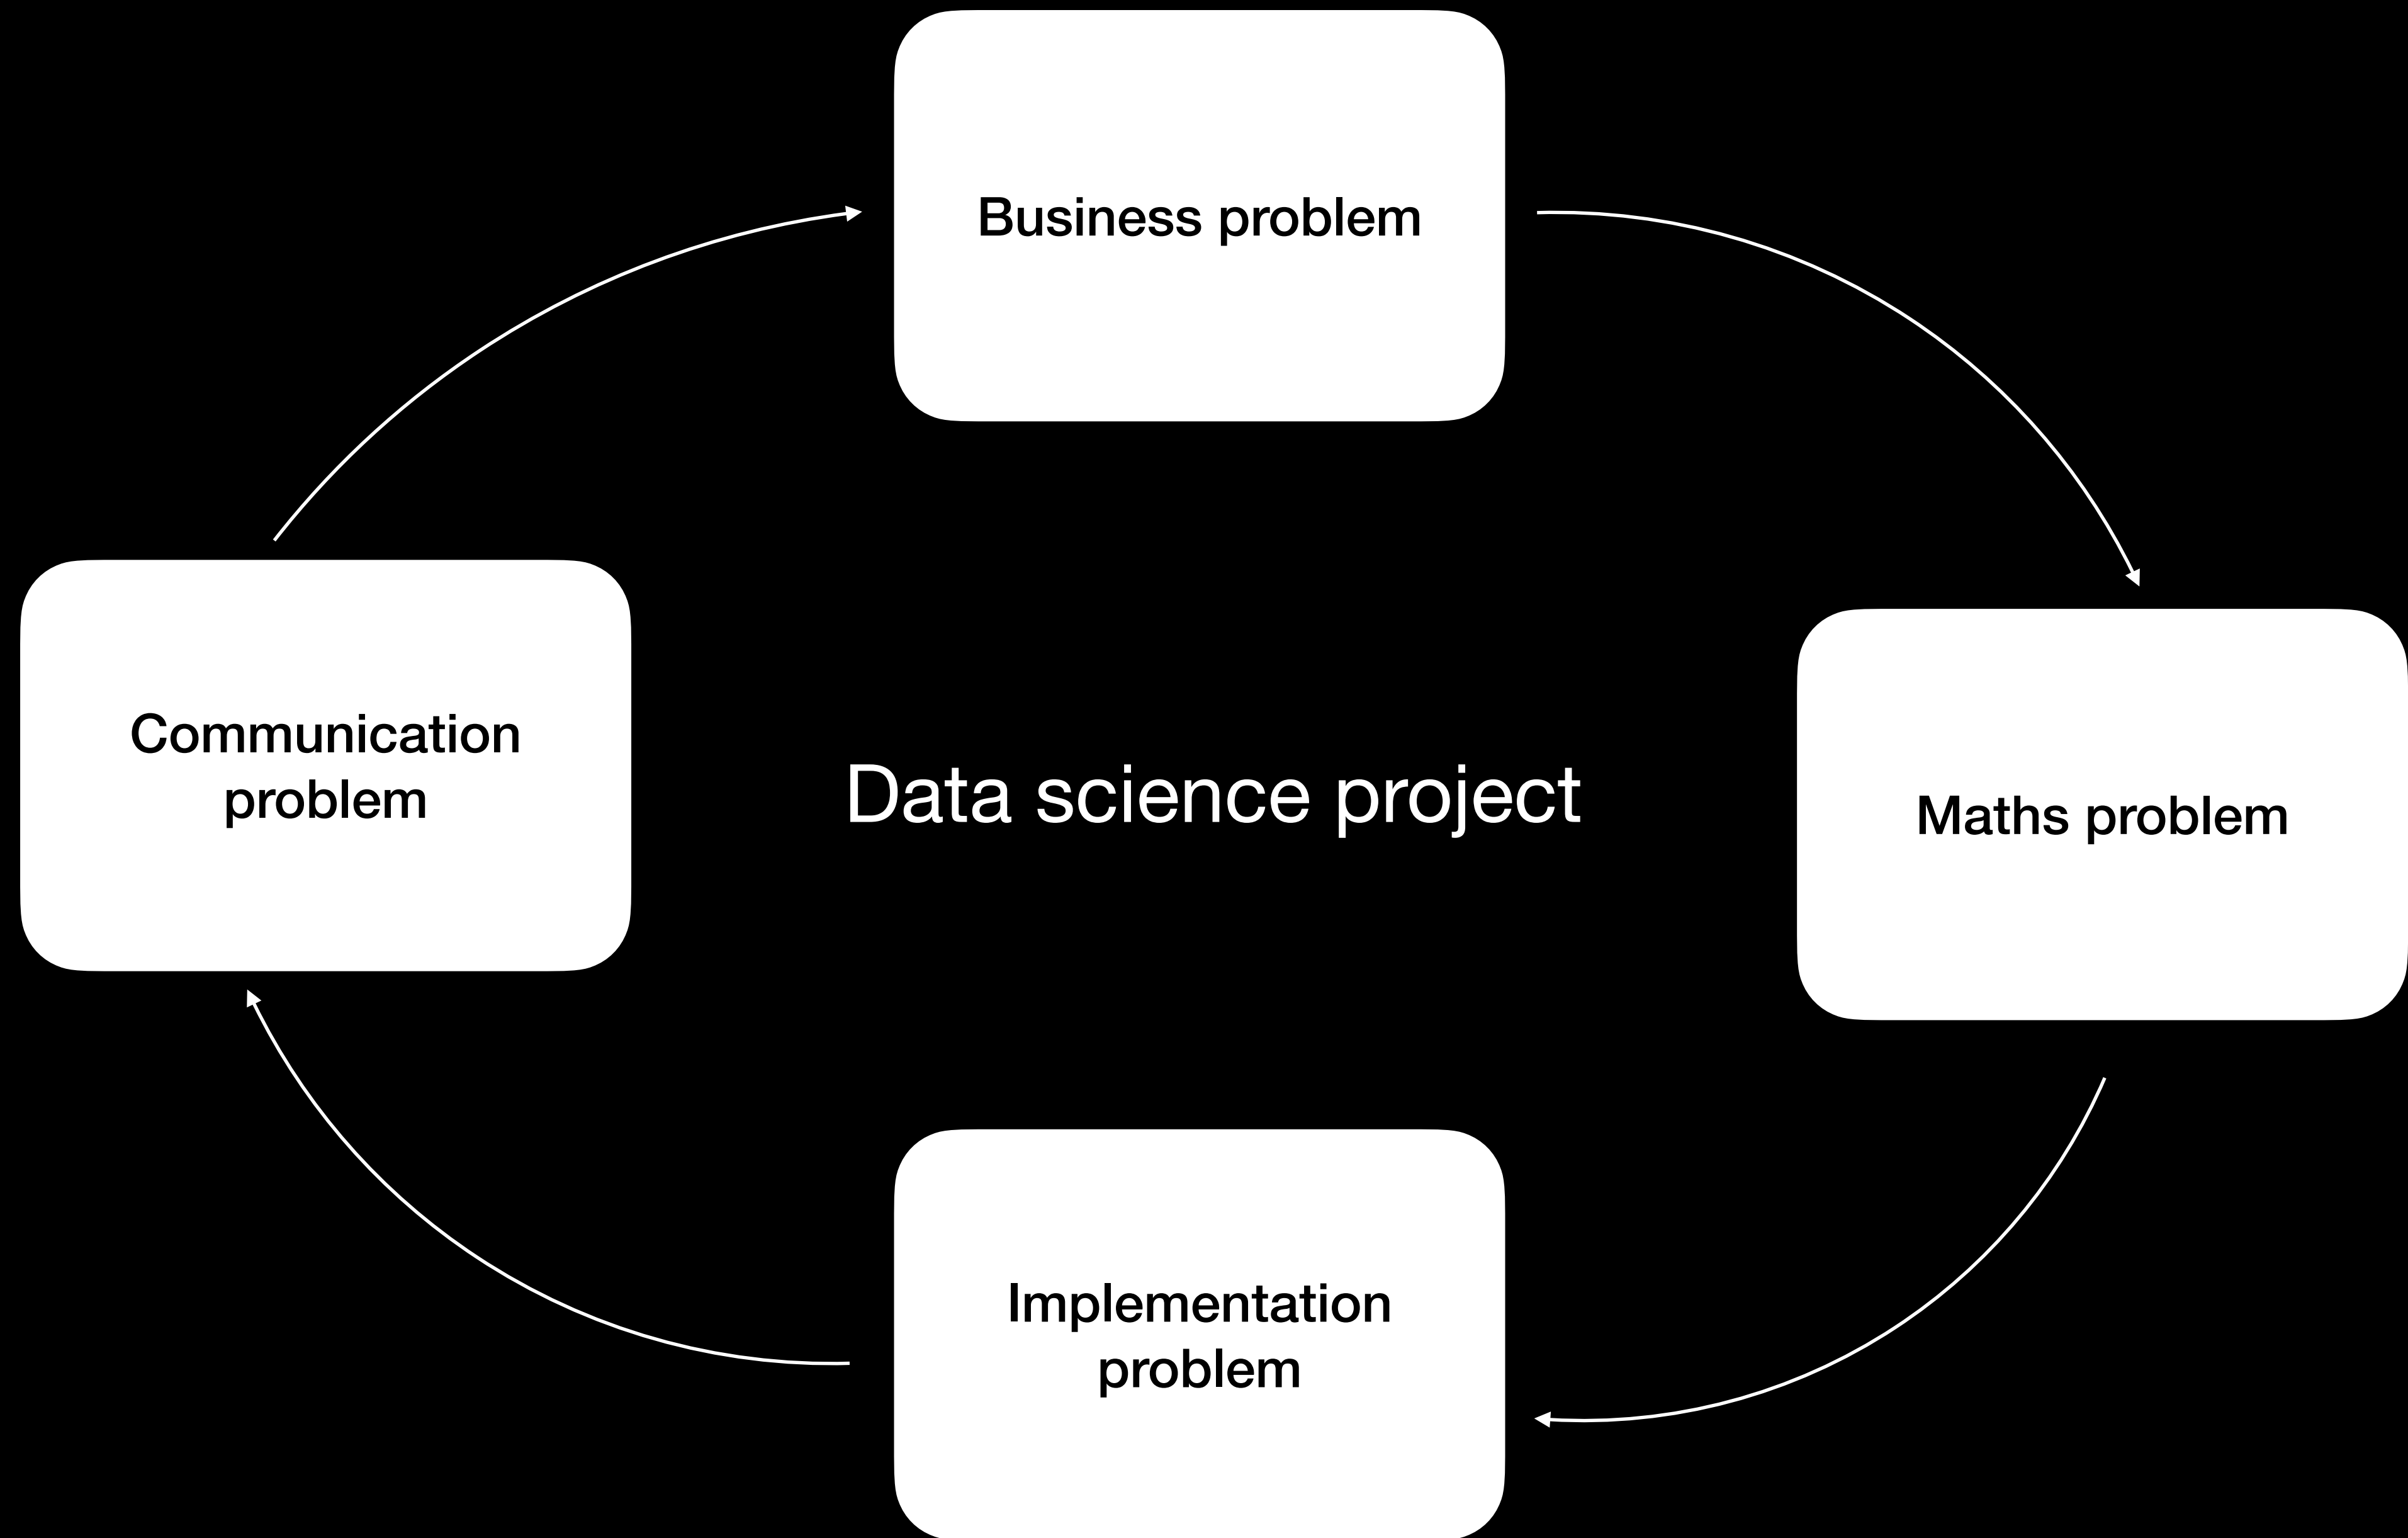 Business problem
Communication
problem
Data science project
Maths problem
Implementation
problem